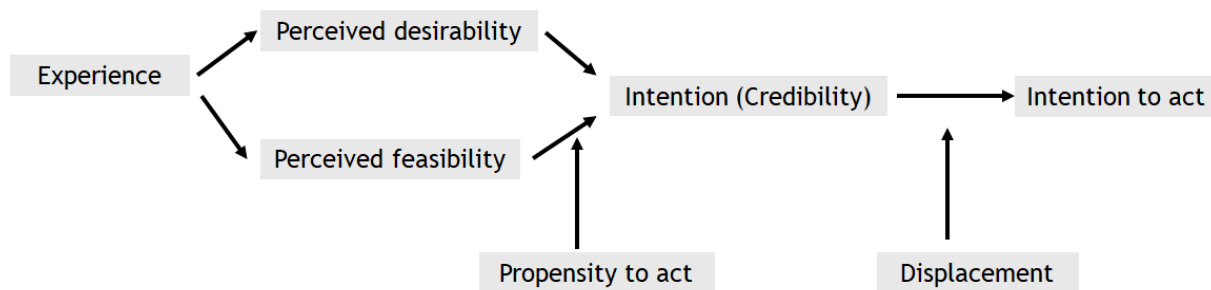 Perceived desirability
Experience
Intention (Credibility)
Intention to act
Perceived feasibility
Propensity to act
Displacement